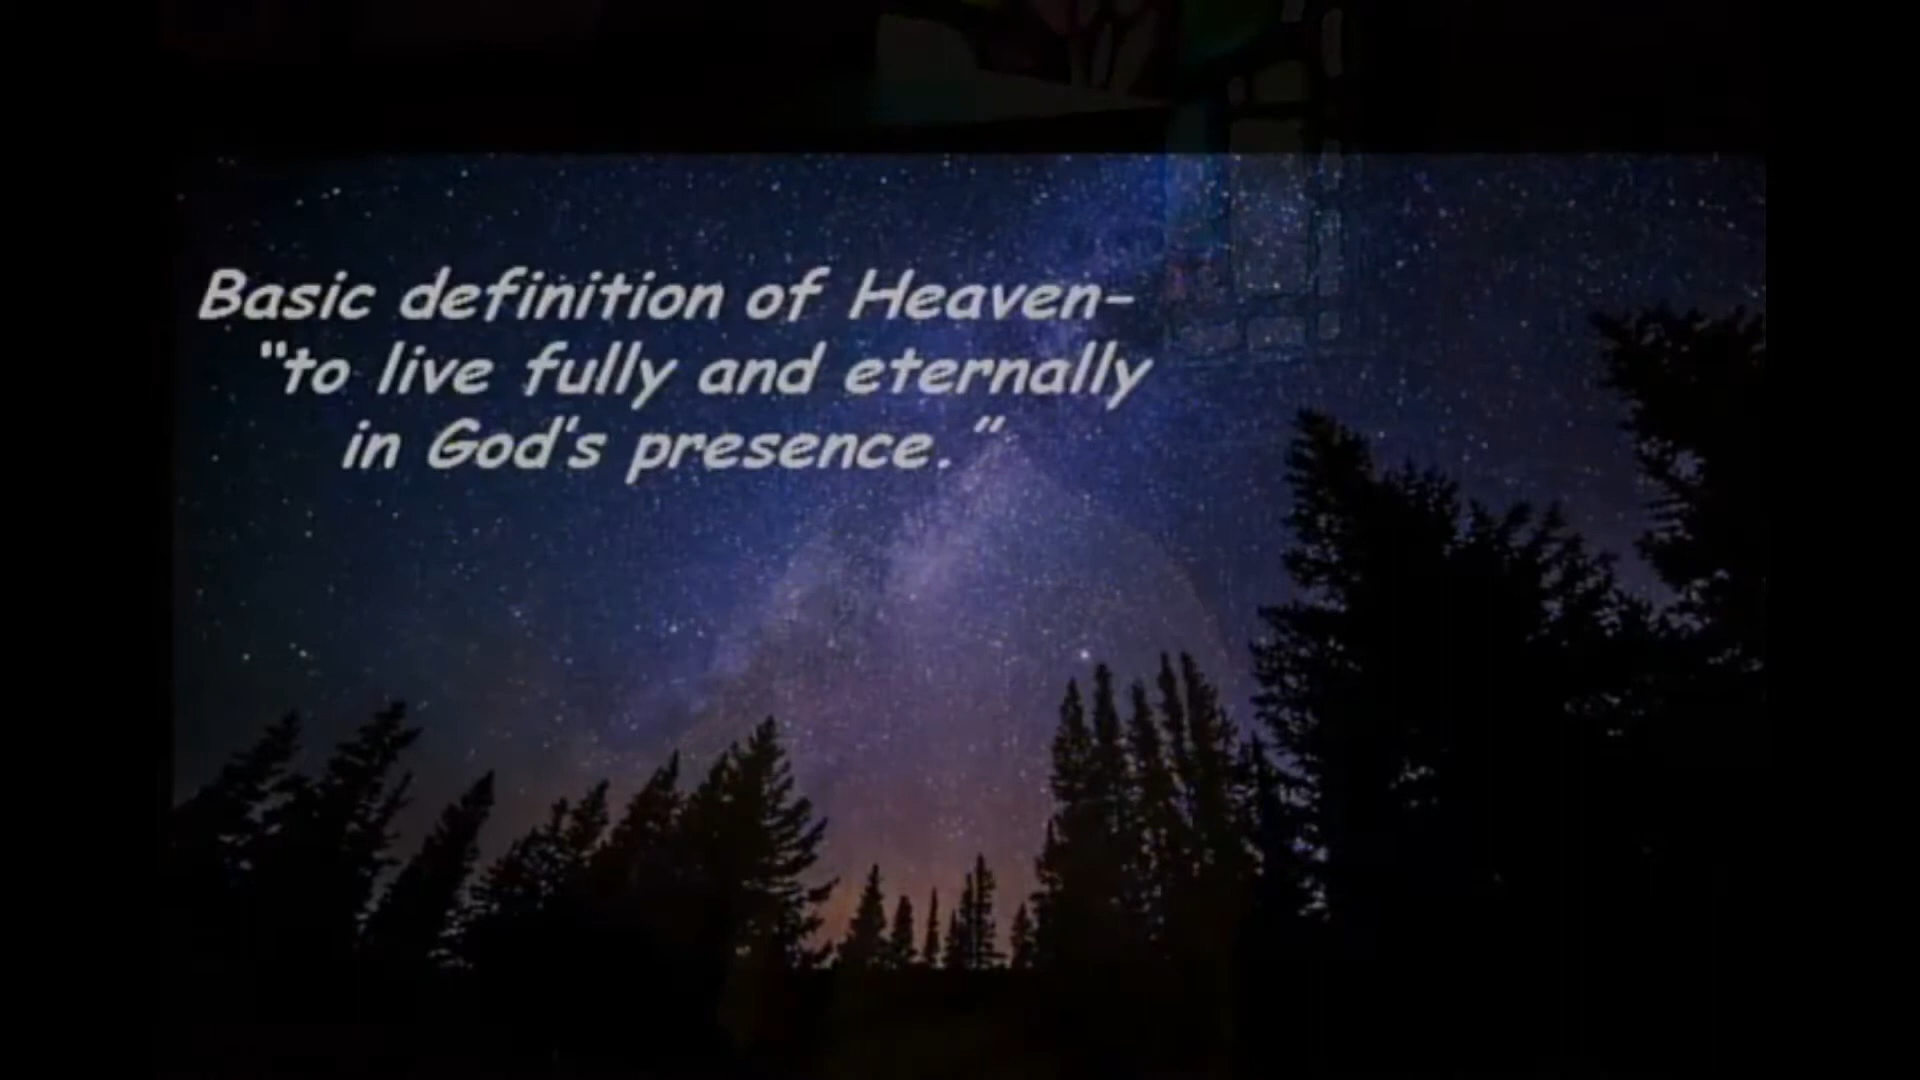 Basic definition of Heaven-
"to live fully and eternally
in God's presence."